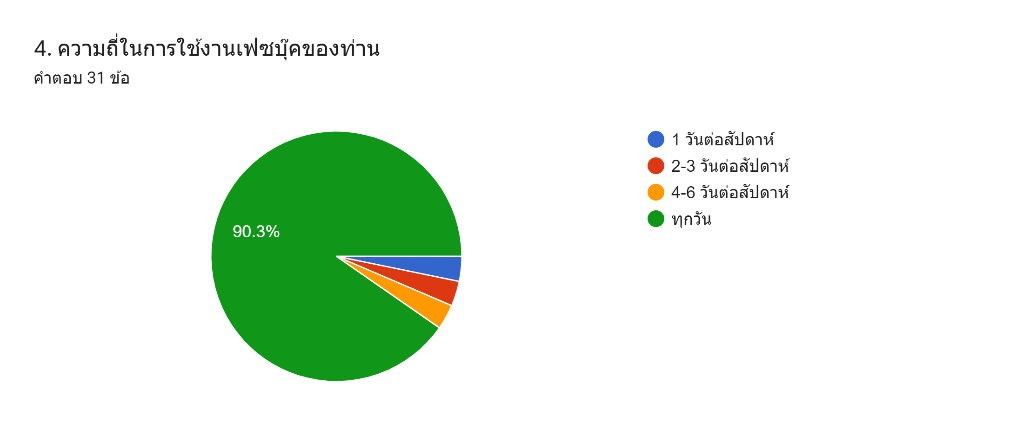 4. ความถี่ในการใช้งานเฟซบุ๊คของท่าน
คำตอบ 31 ข้อ
1 วันต่อสัปดาห์
2-3 วันต่อสัปดาห์
4-6 วันต่อสัปดาห์
ทุกวัน
90.3%